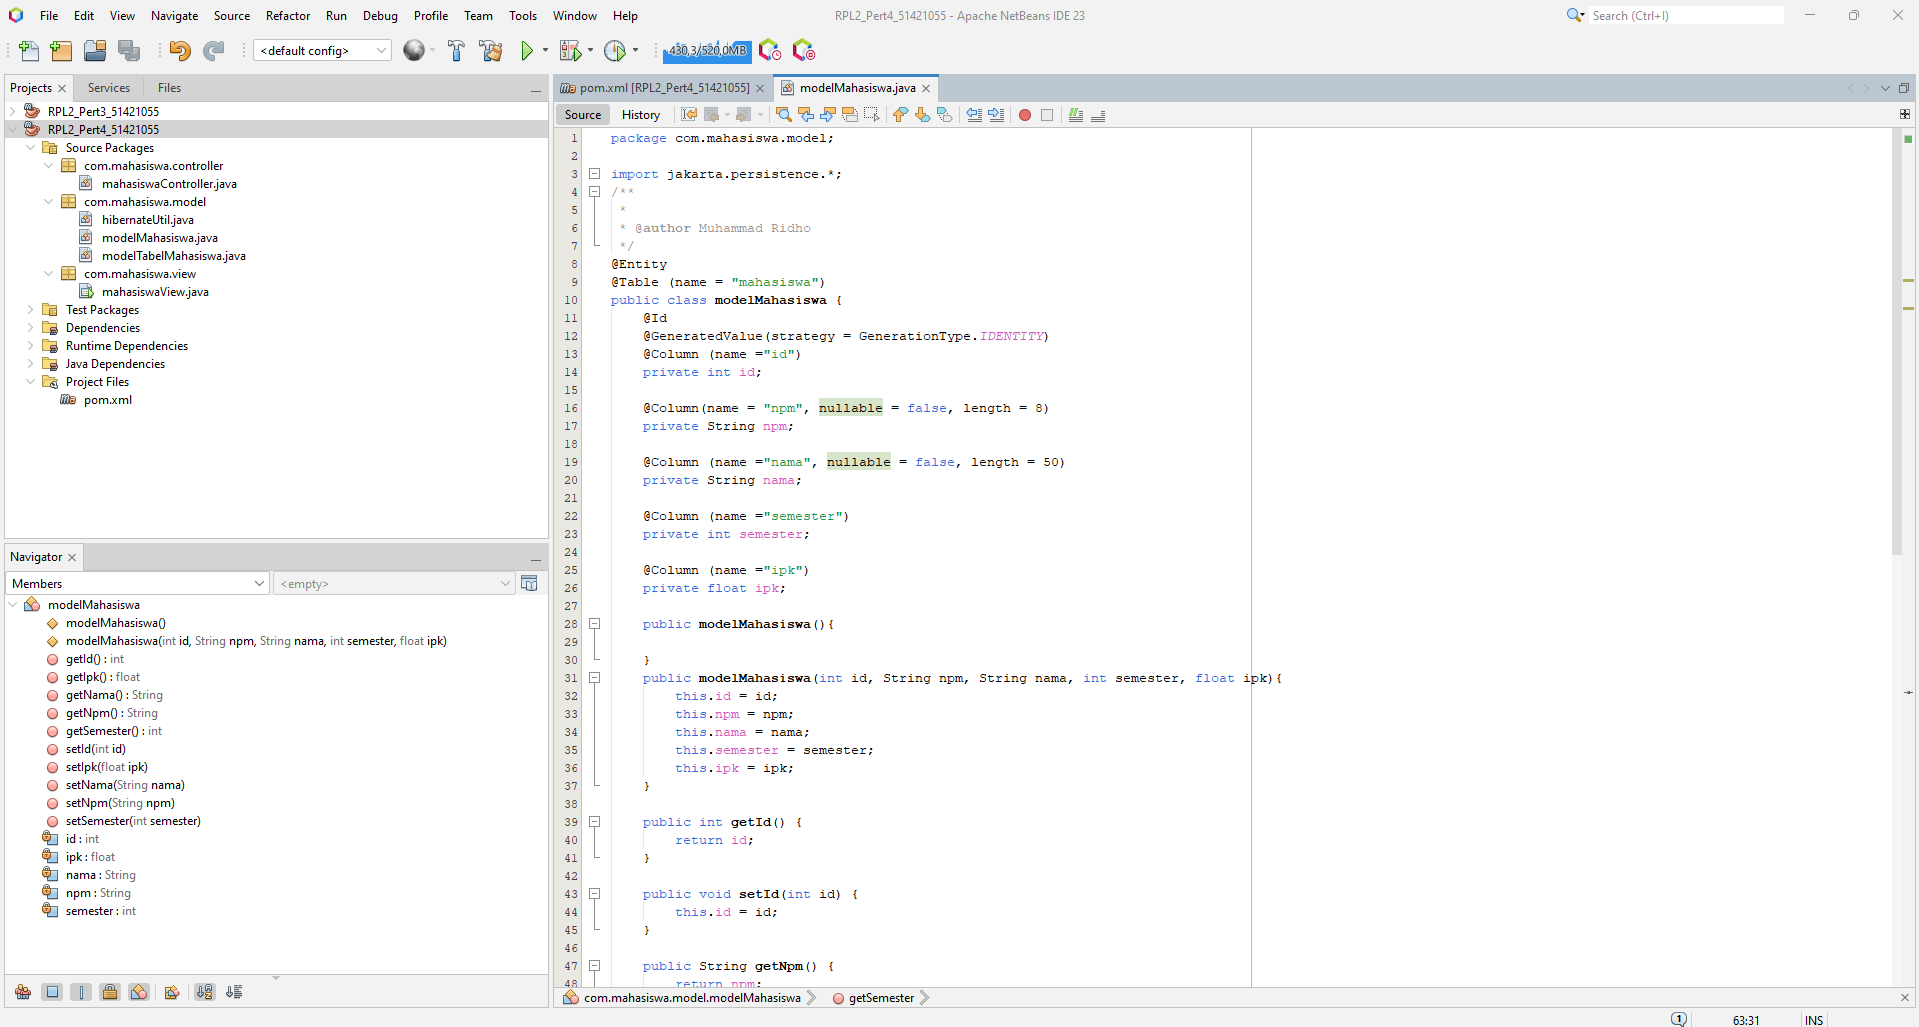 File Edit View Navigate Source Refactor Run Debug Profile Team Tools Window Help
RPL2_Pert4_51421055 - Apache NetBeans IDE 23
Search (Ctrl+I)
<default config>
430,3/520,0MB
Projects Services Files
RPL2_Pert3_51421055
RPL2_Pert4_51421055
Source Packages
com.mahasiswa.controller
mahasiswaController.java
com.mahasiswa.model
hibernateUtil.java
modelMahasiswa.java
modelTabelMahasiswa.java
com.mahasiswa.view
mahasiswaView.java
Test Packages
Dependencies
Runtime Dependencies
Java Dependencies
Project Files
pom.xml
Navigator
Members <empty>
modelMahasiswa
modelMahasiswa()
modelMahasiswa(int id, String npm, String nama, int semester, float ipk)
getId() : int
getIpk() : float
getNama() : String
getNpm() : String
getSemester() : int
setId(int id)
setIpk(float ipk)
setNama(String nama)
setNpm(String npm)
setSemester(int semester)
id : int
ipk : float
nama : String
npm : String
semester : int
pom.xml [RPL2_Pert4_51421055] modelMahasiswa.java
Source History
1 package com.mahasiswa.model;
2
3 import jakarta.persistence.*;
4 /**
5 *
6 * @author Muhammad Ridho
7 */
8 @Entity
9 @Table (name = "mahasiswa")
10 public class modelMahasiswa {
11 @Id
12 @GeneratedValue(strategy = GenerationType.IDENTITY)
13 @Column (name ="id")
14 private int id;
15
16 @Column(name = "npm", nullable = false, length = 8)
17 private String npm;
18
19 @Column (name ="nama", nullable = false, length = 50)
20 private String nama;
21
22 @Column (name ="semester")
23 private int semester;
24
25 @Column (name ="ipk")
26 private float ipk;
27
28 public modelMahasiswa(){
29
30 }
31 public modelMahasiswa(int id, String npm, String nama, int semester, float ipk){
32 this.id = id;
33 this.npm = npm;
34 this.nama = nama;
35 this.semester = semester;
36 this.ipk = ipk;
37 }
38
39 public int getId() {
40 return id;
41 }
42
43 public void setId(int id) {
44 this.id = id;
45 }
46
47 public String getNpm() {
48 return npm;
com.mahasiswa.model.modelMahasiswa getSemester
1 63:31 INS